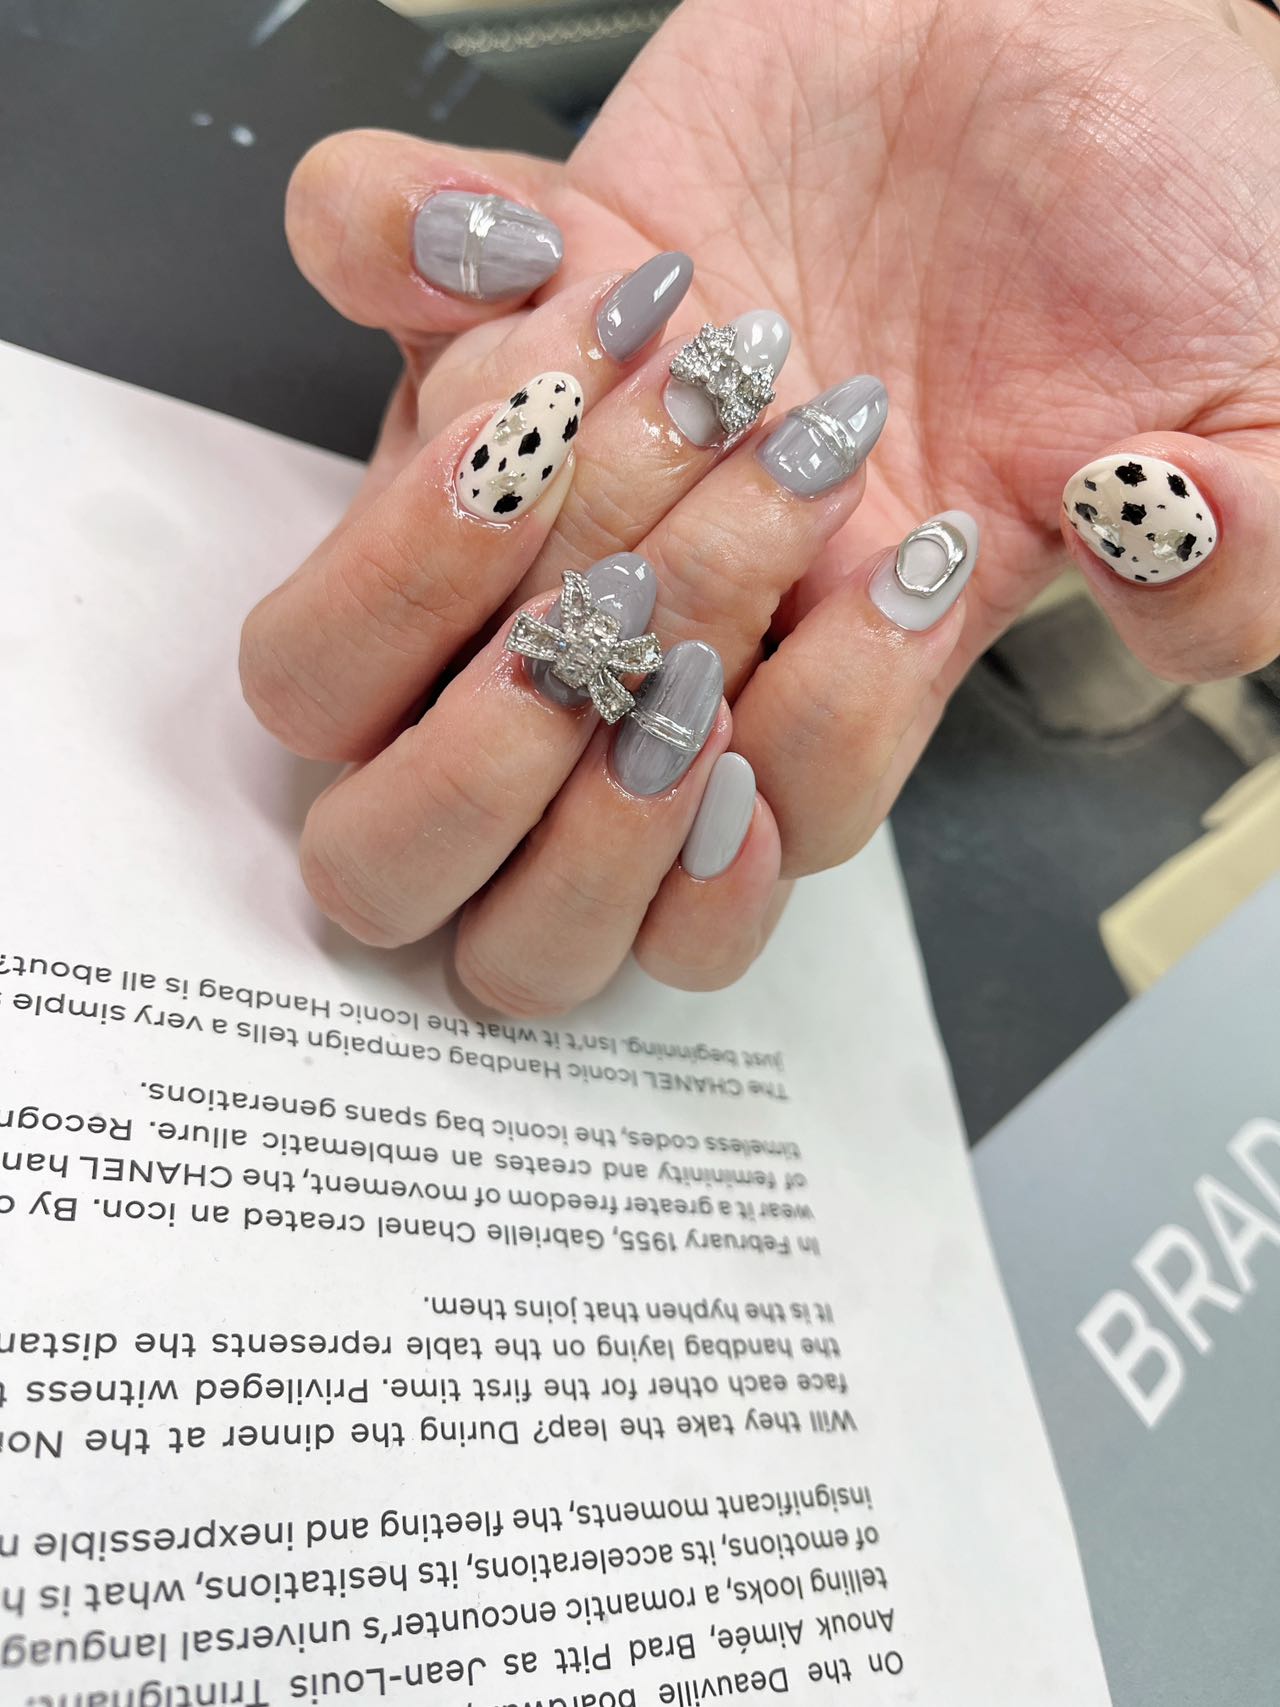 On the Deauville
Anouk Aimée, Brad Pitt as Jean-Louis Trintignant.
telling looks, a romantic encounter's universal
of emotions, its accelerations, its hesitations, what is
insignificant moments, the fleeting and inexpressible
Will they take the leap? During the dinner at the
face each other for the first time. Privileged witness
the handbag laying on the table represents the
It is the hyphen that joins them.
In February 1955, Gabrielle Chanel created an icon. By
wear it a greater freedom of movement, the CHANEL
of femininity and creates an emblematic allure.
timeless codes, the iconic bag spans generations.
The CHANEL Iconic Handbag campaign tells a very simple
just beginning. Isn't it what the Iconic Handbag is all about?
BRAD